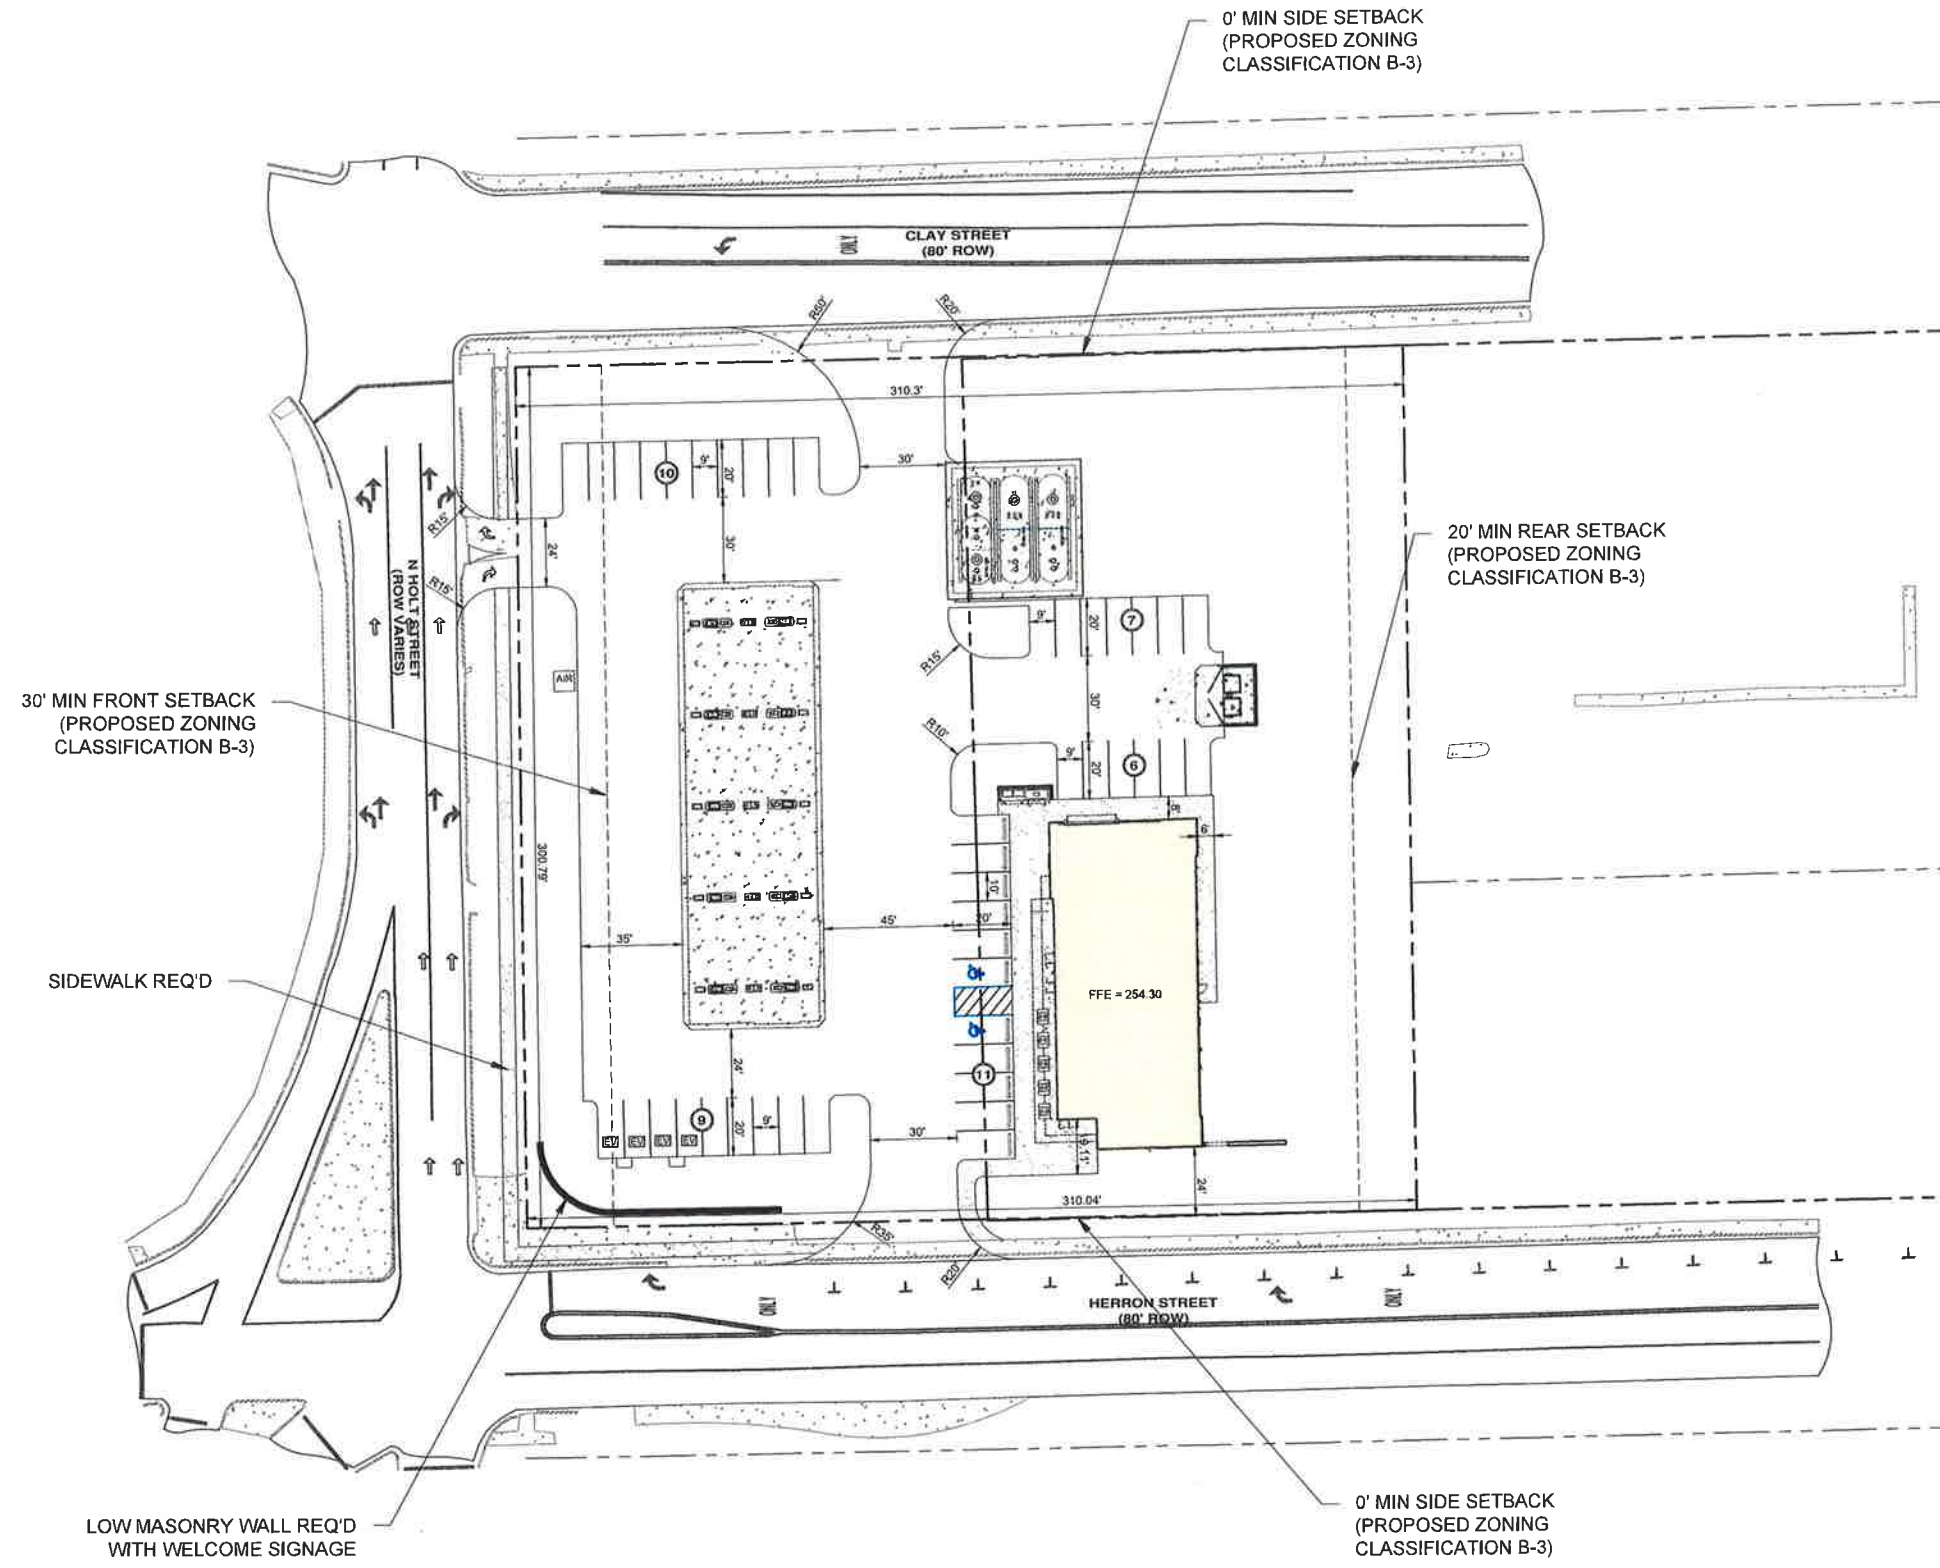 0' MIN SIDE SETBACK
(PROPOSED ZONING
CLASSIFICATION B-3)
CLAY STREET
(80' ROW)
ONLY
R50'
R20'
310.3'
10
9'
20'
30'
30'
R15'
24'
R15'
N HOLT STREET
(ROW VARIES)
20' MIN REAR SETBACK
(PROPOSED ZONING
CLASSIFICATION B-3)
7
9'
20'
R15'
AIR
30' MIN FRONT SETBACK
(PROPOSED ZONING
CLASSIFICATION B-3)
30'
R10'
9'
20'
6
8'
6'
300.79'
10'
45'
20'
35'
SIDEWALK REQ'D
FFE = 254.30
24'
11
9
20'
9'
EV
EV
EV
EV
30'
19.11'
24'
310.04'
R35'
R20'
ONLY
HERRON STREET
(80' ROW)
ONLY
0' MIN SIDE SETBACK
(PROPOSED ZONING
CLASSIFICATION B-3)
LOW MASONRY WALL REQ'D
WITH WELCOME SIGNAGE